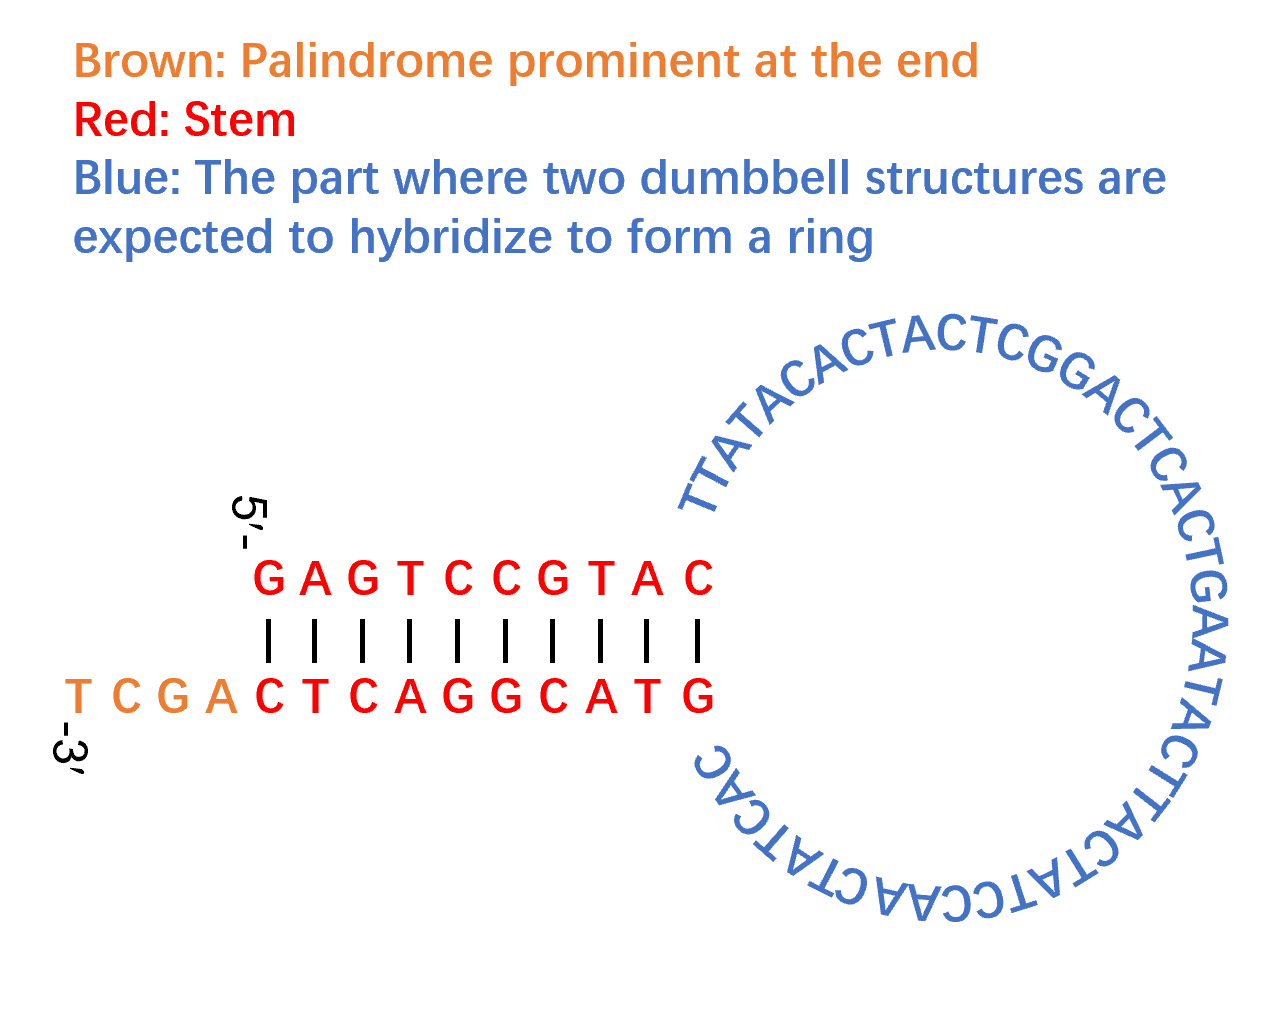 Brown: Palindrome prominent at the end
Red: Stem
Blue: The part where two dumbbell structures are
expected to hybridize to form a ring
TTATACACTACTCGGACTCACTGAATACTTACTATCCAACTATCAC
5′-
G A G T C C G T A C
T C G A C T C A G G C A T G
-3′